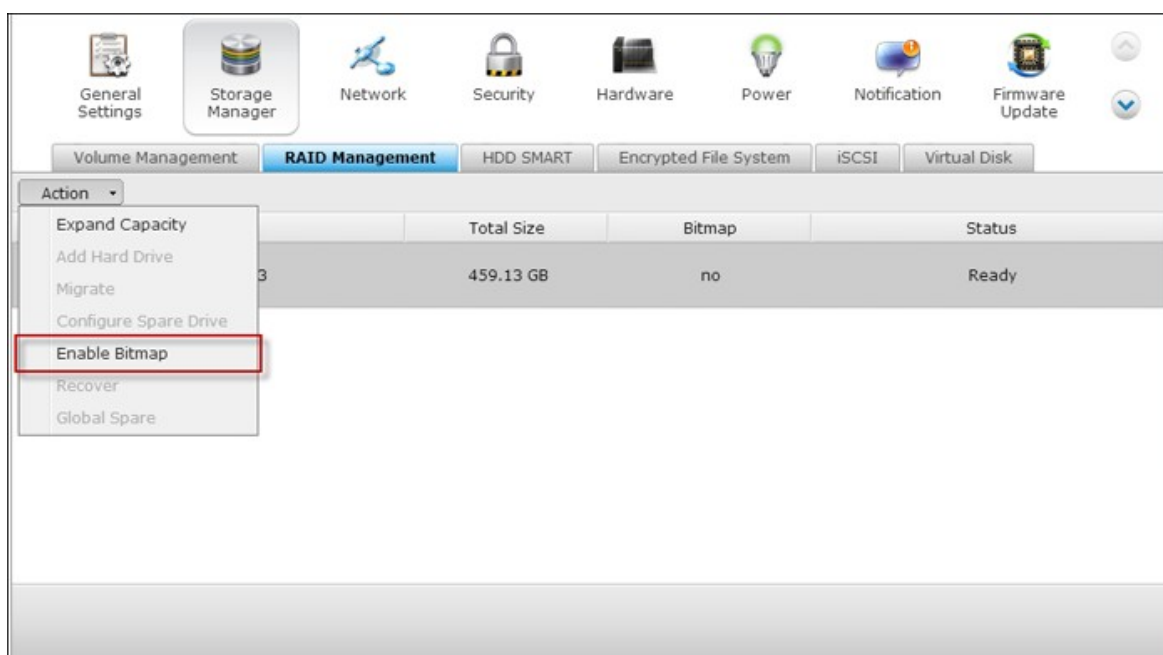 General Settings
Storage Manager
Network
Security
Hardware
Power
Notification
Firmware Update
Volume Management
RAID Management
HDD SMART
Encrypted File System
iSCSI
Virtual Disk
Action
Total Size
Bitmap
Status
3
459.13 GB
no
Ready
Expand Capacity
Add Hard Drive
Migrate
Configure Spare Drive
Enable Bitmap
Recover
Global Spare